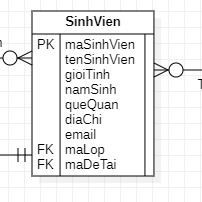 SinhVien
PK maSinhVien
tenSinhVien
gioiTinh
namSinh
queQuan
diaChi
email
FK maLop
FK maDeTai